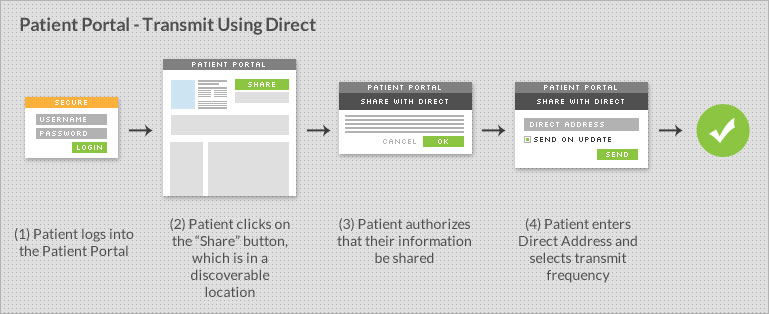 Patient Portal - Transmit Using Direct
SECURE
USERNAME
PASSWORD
LOGIN
PATIENT PORTAL
SHARE
PATIENT PORTAL
SHARE WITH DIRECT
CANCEL
OK
PATIENT PORTAL
SHARE WITH DIRECT
DIRECT ADDRESS
SEND ON UPDATE
SEND
(1) Patient logs into
the Patient Portal
(2) Patient clicks on
the “Share” button,
which is in a
discoverable
location
(3) Patient authorizes
that their information
be shared
(4) Patient enters
Direct Address and
selects transmit
frequency